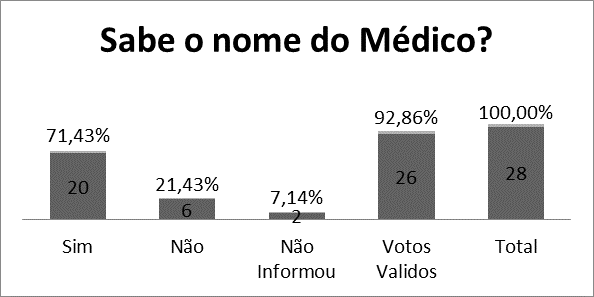 Sabe o nome do Médico?
71,43%
21,43%
7,14%
92,86%
100,00%
20
6
2
26
28
Sim
Não
Não
Informou
Votos
Validos
Total